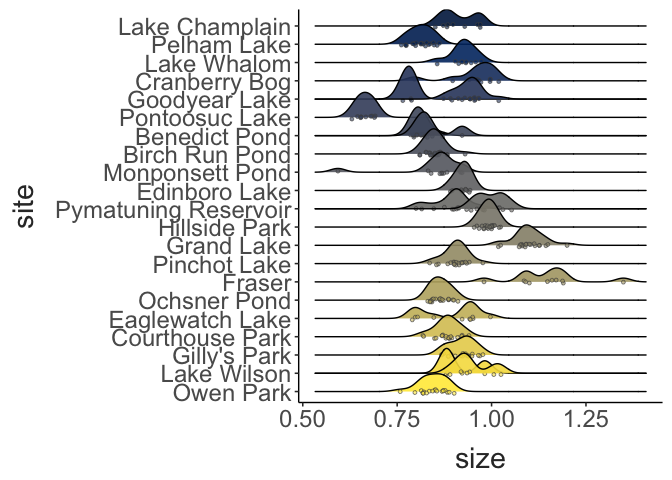 Lake Champlain
Pelham Lake
Lake Whalom
Cranberry Bog
Goodyear Lake
Pontoosuc Lake
Benedict Pond
Birch Run Pond
Monponsett Pond
Edinboro Lake
Pymatuning Reservoir
Hillside Park
Grand Lake
Pinchot Lake
Fraser
Ochsner Pond
Eaglewatch Lake
Courthouse Park
Gilly's Park
Lake Wilson
Owen Park
site
0.50 0.75 1.00 1.25
size